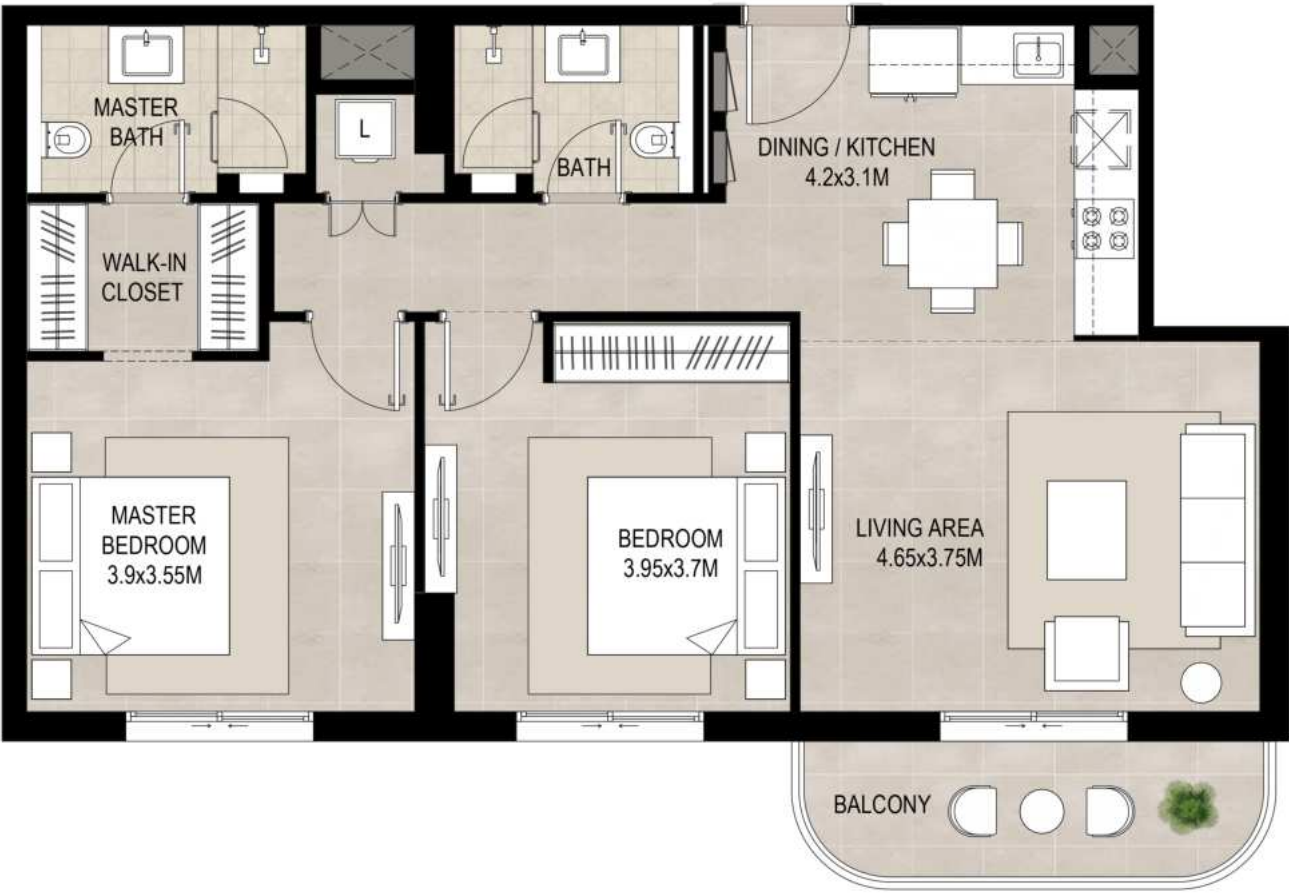 MASTER
BATH
L
BATH
DINING / KITCHEN
4.2x3.1M
WALK-IN
CLOSET
MASTER
BEDROOM
3.9x3.55M
BEDROOM
3.95x3.7M
LIVING AREA
4.65x3.75M
BALCONY